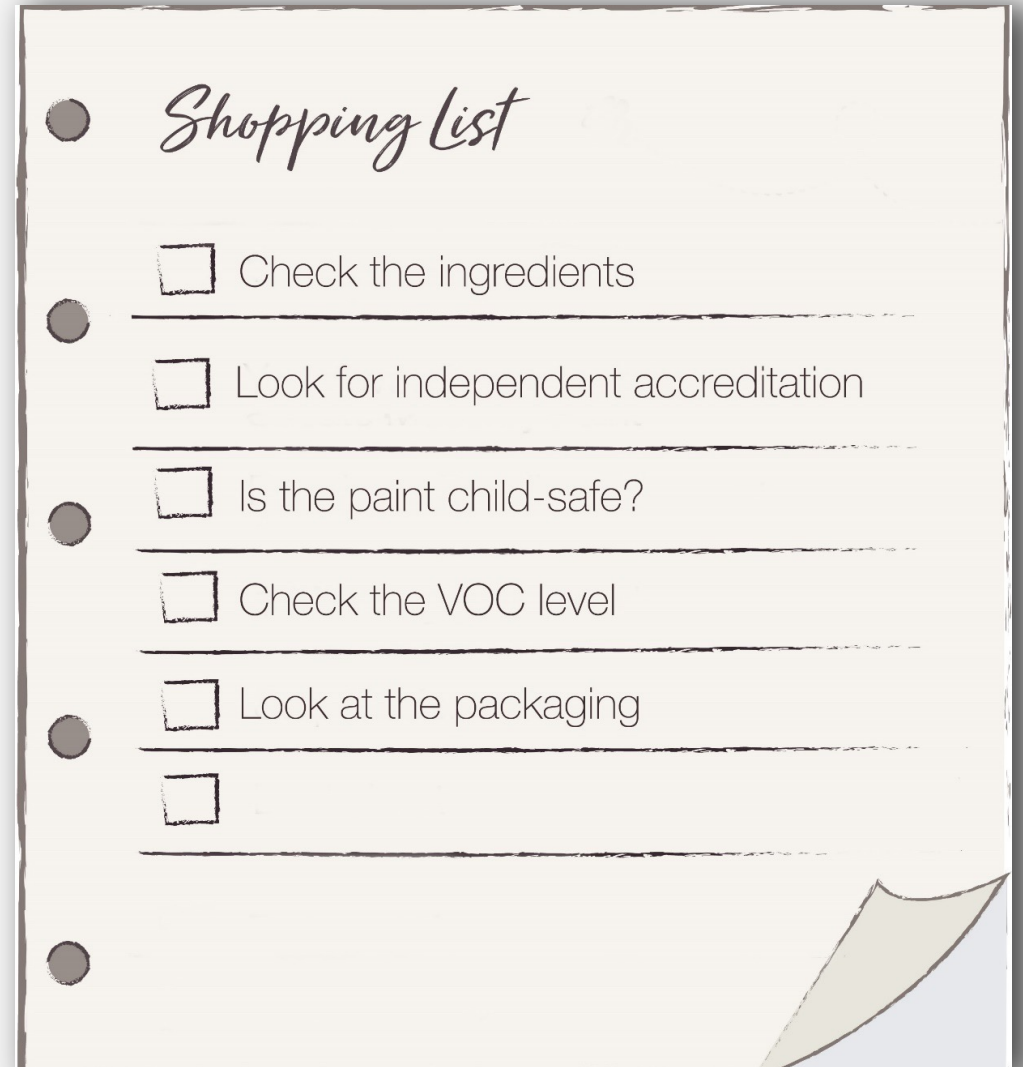 Shopping List
Check the ingredients
Look for independent accreditation
Is the paint child-safe?
Check the VOC level
Look at the packaging